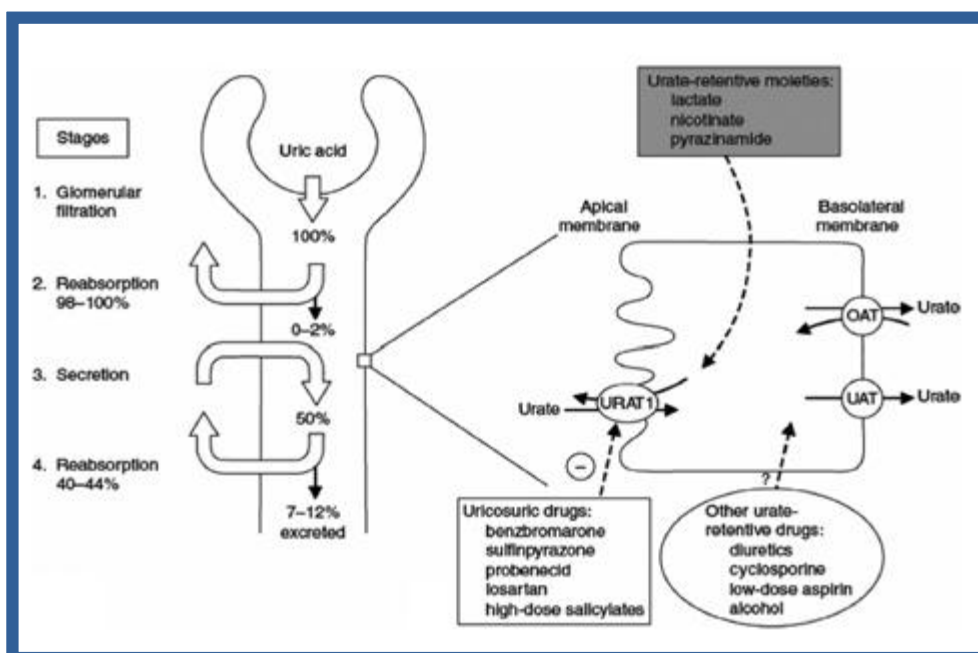 Stages
1. Glomerular
filtration
2. Reabsorption
98–100%
3. Secretion
4. Reabsorption
40–44%
Uric acid
100%
0–2%
50%
7–12%
excreted
Urate-retentive moieties:
lactate
nicotinate
pyrazinamide
Apical
membrane
Basolateral
membrane
OAT
Urate
Urate
URAT1
UAT
Urate
−
?
Uricosuric drugs:
benzbromarone
sulfinpyrazone
probenecid
losartan
high-dose salicylates
Other urate-
retentive drugs:
diuretics
cyclosporine
low-dose aspirin
alcohol